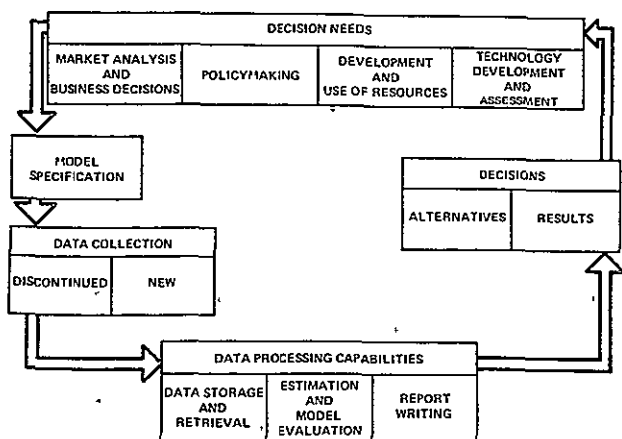 DECISION NEEDS
MARKET ANALYSIS
AND
BUSINESS DECISIONS
POLICYMAKING
DEVELOPMENT
AND
USE OF RESOURCES
TECHNOLOGY
DEVELOPMENT
AND
ASSESSMENT
MODEL
SPECIFICATION
DATA COLLECTION
DISCONTINUED
NEW
DATA PROCESSING CAPABILITIES
DATA STORAGE
AND
RETRIEVAL
ESTIMATION
AND
MODEL
EVALUATION
REPORT
WRITING
DECISIONS
ALTERNATIVES
RESULTS